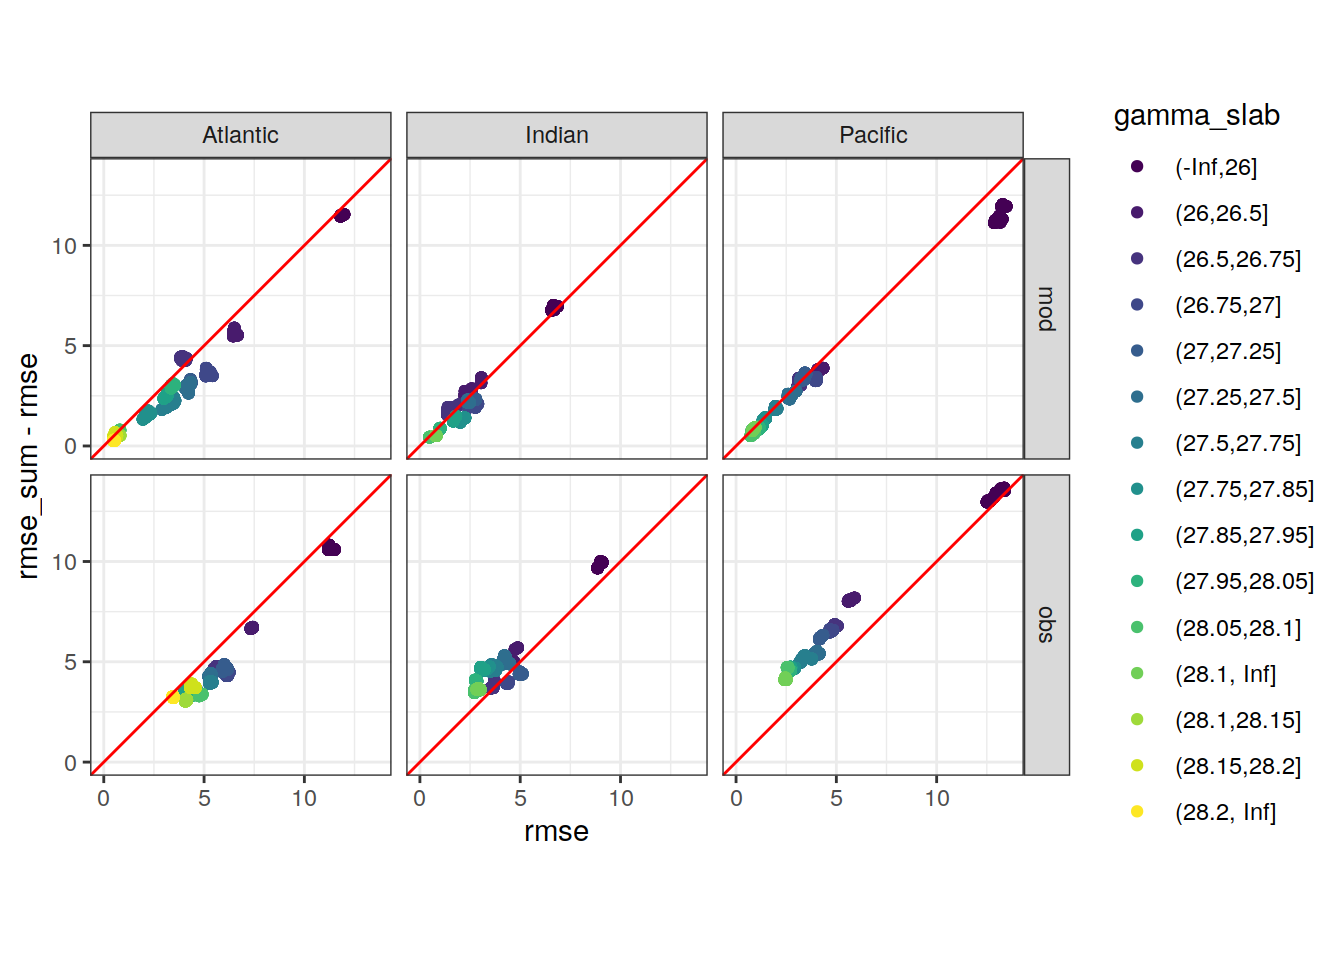 Atlantic
Indian
Pacific
mod
obs
rmse_sum - rmse
10
5
0
10
5
0
0
5
10
0
5
10
0
5
10
rmse
gamma_slab
(-Inf,26]
(26,26.5]
(26.5,26.75]
(26.75,27]
(27,27.25]
(27.25,27.5]
(27.5,27.75]
(27.75,27.85]
(27.85,27.95]
(27.95,28.05]
(28.05,28.1]
(28.1, Inf]
(28.1,28.15]
(28.15,28.2]
(28.2, Inf]